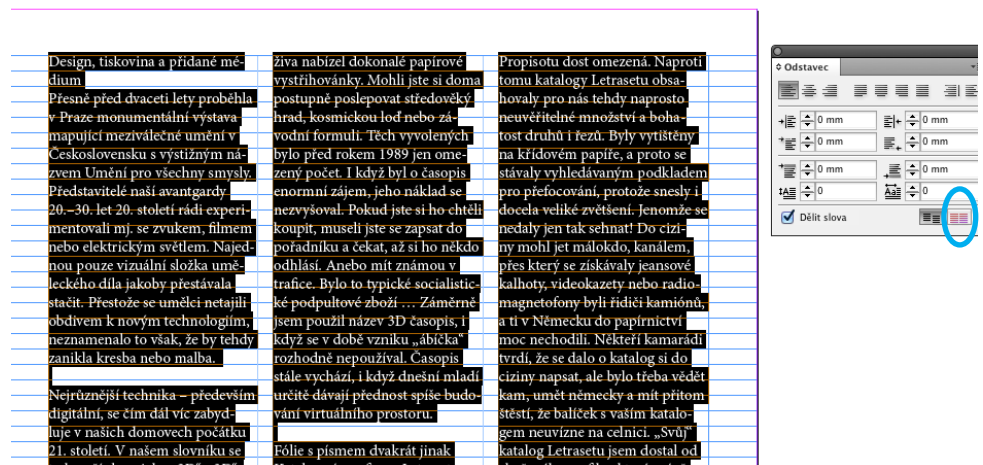 Design, tiskovina a přidané mé-
dium
Přesně před dvaceti lety proběhla
v Praze monumentální výstava
mapující meziválečné umění v
Československu s výstižným ná-
zvem Umění pro všechny smysly.
Představitelé naší avantgardy
20.–30. let 20. století rádi experi-
mentovali mj. se zvukem, filmem
nebo elektrickým světlem. Najed-
nou pouze vizuální složka umě-
leckého díla jakoby přestávala
stačit. Přestože se umělci netajili
obdivem k novým technologiím,
neznamenalo to však, že by tehdy
zanikla kresba nebo malba.
Nejrůznější technika – především
digitální, se čím dál víc zabyd-
luje v našich domovech počátku
21. století. V našem slovníku se
živa nabízel dokonalé papírové
vystřihovánky. Mohli jste si doma
postupně poslepovat středověký
hrad, kosmickou loď nebo zá-
vodní formuli. Těch vyvolených
bylo před rokem 1989 jen ome-
zený počet. I když byl o časopis
enormní zájem, jeho náklad se
nezvyšoval. Pokud jste si ho chtěli
koupit, museli jste se zapsat do
pořadníku a čekat, až si ho někdo
odhlásí. Anebo mít známou v
trafice. Bylo to typické socialistic-
ké podpultové zboží … Záměrně
jsem použil název 3D časopis, i
když se v době vzniku „ábíčka“
rozhodně nepoužíval. Časopis
stále vychází, i když dnešní mladí
určitě dávají přednost spíše budo-
vání virtuálního prostoru.
Fólie s písmem dvakrát jinak
Propisotu dost omezená. Naproti
tomu katalogy Letrasetu obsa-
hovaly pro nás tehdy naprosto
neuvěřitelné množství a boha-
tost druhů i řezů. Byly vytištěny
na křídovém papíře, a proto se
stávaly vyhledávaným podkladem
pro přefocování, protože snesly i
docela veliké zvětšení. Jenomže se
nedaly jen tak sehnat! Do cizi-
ny mohl jet málokdo, kanálem,
přes který se získávaly jeansové
kalhoty, videokazety nebo radio-
magnetofony byli řidiči kamiónů,
a ti v Německu do papírnictví
moc nechodili. Někteří kamarádi
tvrdí, že se dalo o katalog si do
ciziny napsat, ale bylo třeba vědět
kam, umět německy a mít přitom
štěstí, že balíček s vaším katalo-
gem neuvízne na celnici. „Svůj“
katalog Letrasetu jsem dostal od
Odstavec
0 mm 0 mm
0 mm 0 mm
0 mm 0 mm
0 0
Dělit slova